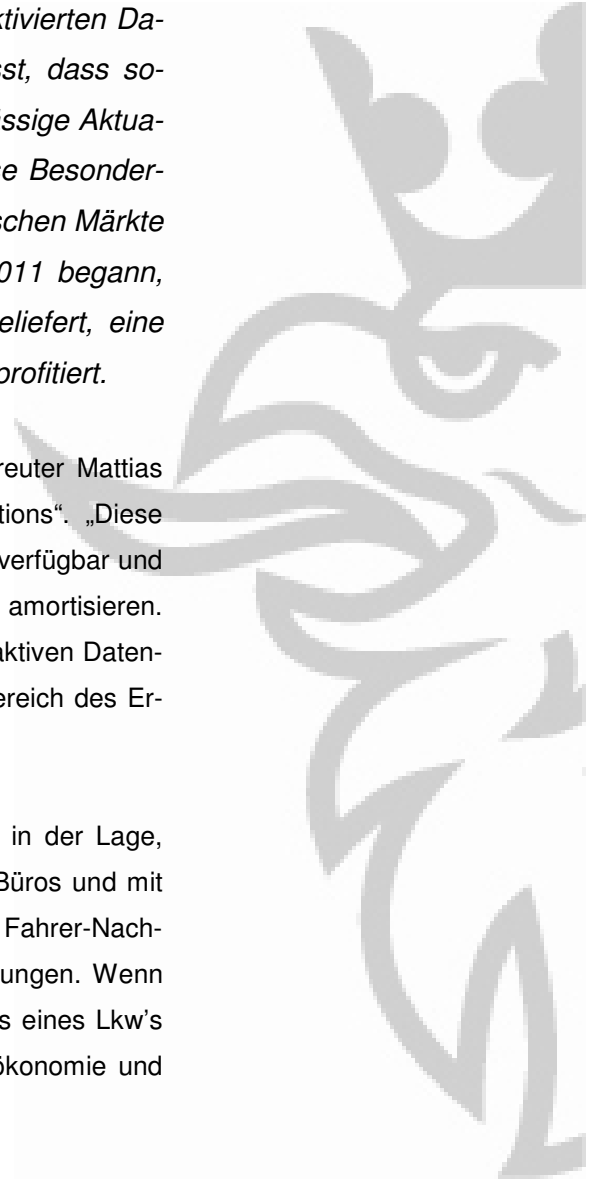 ktivierten Da-
sst, dass so-
ässige Aktua-
se Besonder-
schen Märkte
011 begann,
eliefert, eine
profitiert.
reuter Mattias
tions“. „Diese
verfügbar und
amortisieren.
aktiven Daten-
ereich des Er-
in der Lage,
Büros und mit
Fahrer-Nach-
ungen. Wenn
s eines Lkw's
ökonomie und